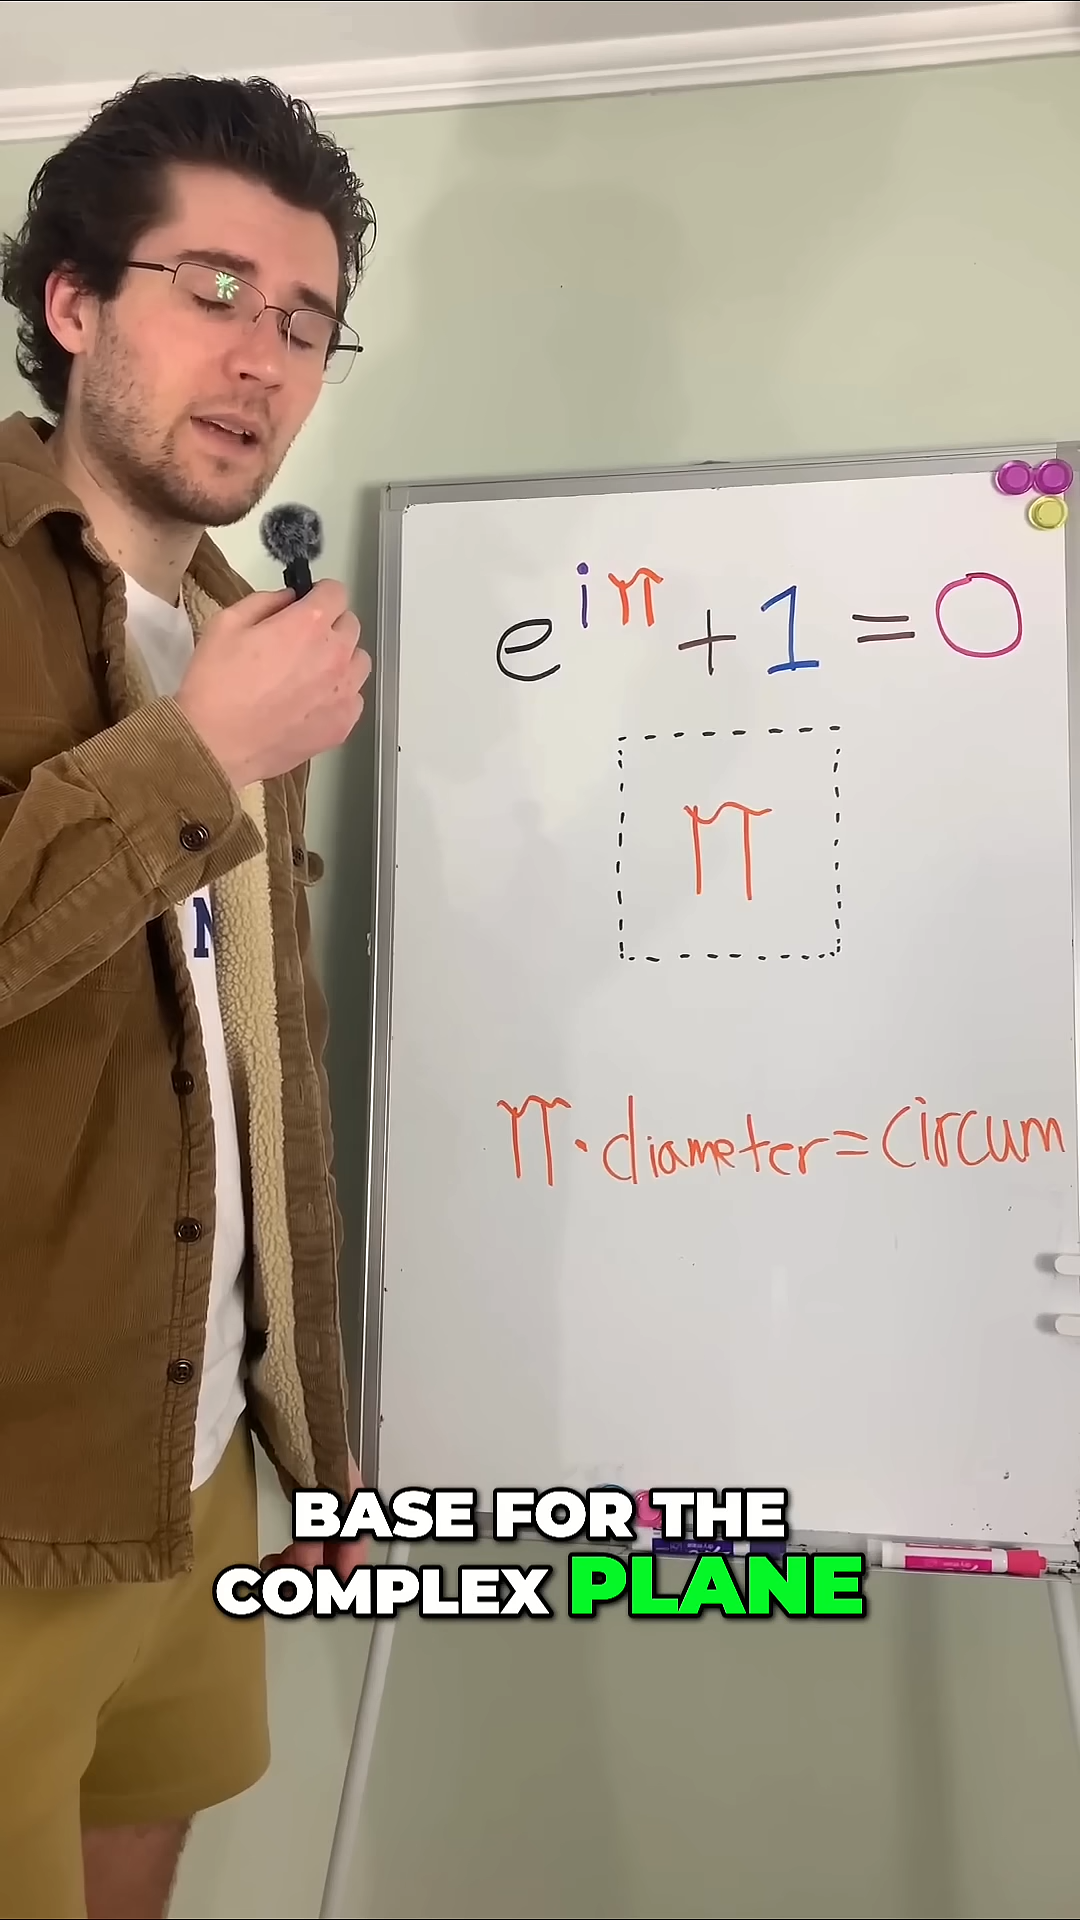 e^{iπ} + 1 = 0
π
π · diameter = circum
N
BASE FOR THE
COMPLEX PLANE